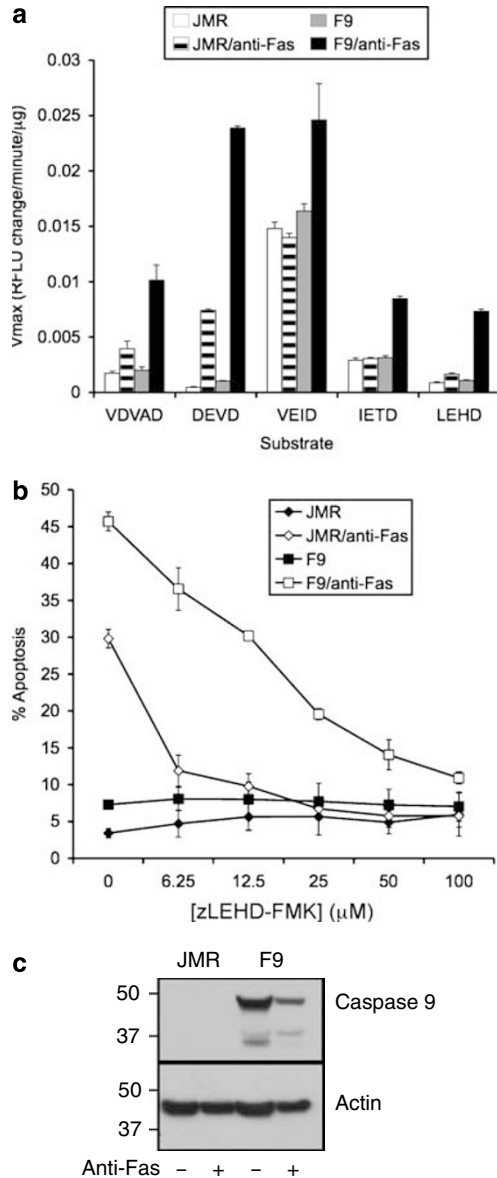 a
JMR
F9
JMR/anti-Fas
F9/anti-Fas
Vmax (RFLU change/minute/µg)
0.03
0.025
0.02
0.015
0.01
0.005
0
VDVAD DEVD VEID IETD LEHD
Substrate
b
JMR
JMR/anti-Fas
F9
F9/anti-Fas
% Apoptosis
50
45
40
35
30
25
20
15
10
5
0
0 6.25 12.5 25 50 100
[zLEHD-FMK] (µM)
c
JMR F9
50
37
Caspase 9
50
37
Actin
Anti-Fas − + − +